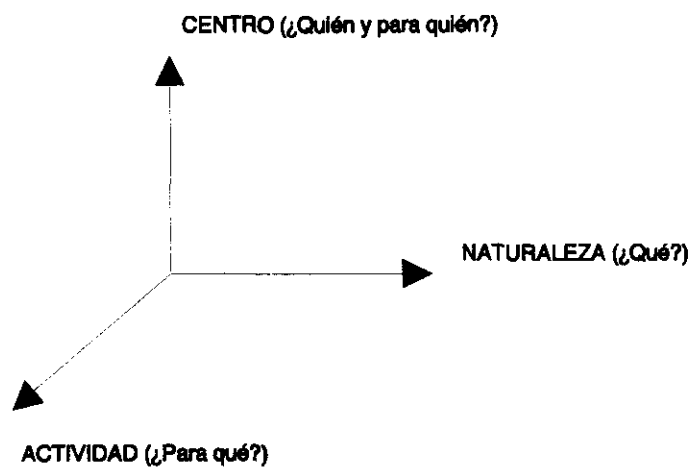 CENTRO (¿Quién y para quién?)
NATURALEZA (¿Qué?)
ACTIVIDAD (¿Para qué?)